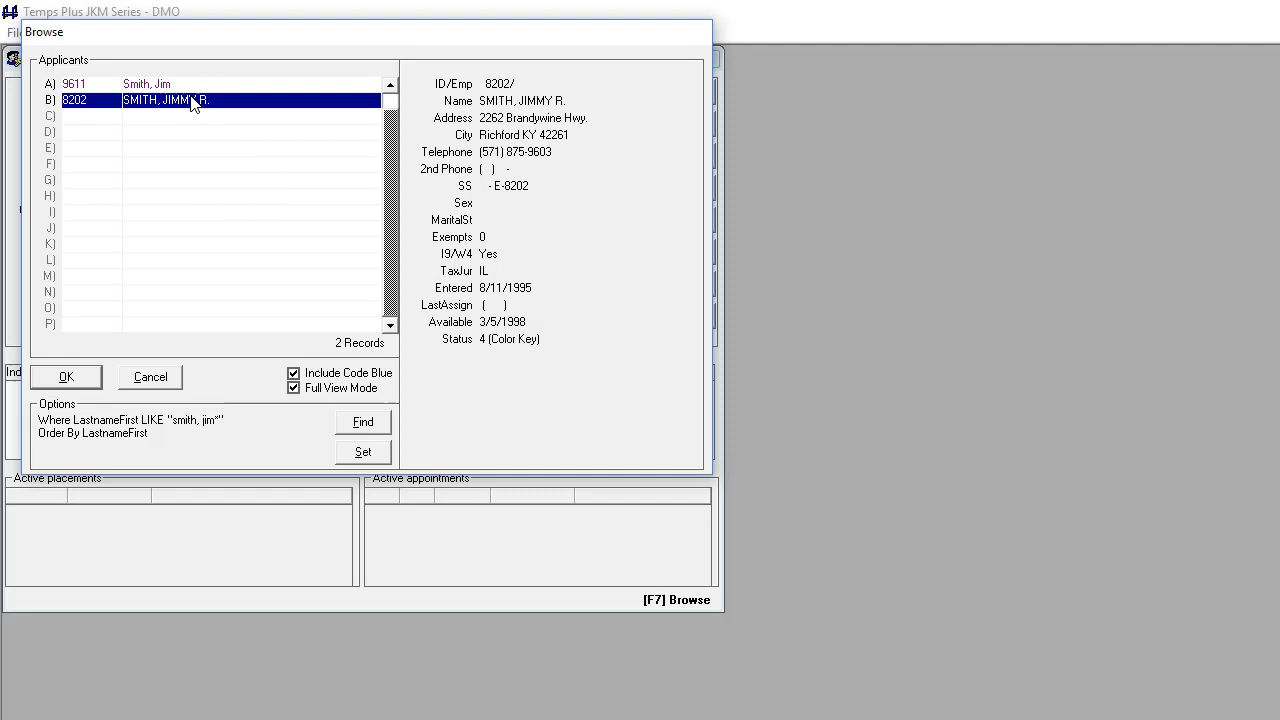 Temps Plus JKM Series - DMO
Browse
Applicants
A) 9611 Smith, Jim
B) 8202 SMITH, JIMMY R.
C)
D)
E)
F)
G)
H)
I)
J)
K)
L)
M)
N)
O)
P)
2 Records
OK
Cancel
Include Code Blue
Full View Mode
Options
Where LastnameFirst LIKE "smith, jim*"
Order By LastnameFirst
Find
Set
ID/Emp 8202/
Name SMITH, JIMMY R.
Address 2262 Brandywine Hwy.
City Richford KY 42261
Telephone (571) 875-9603
2nd Phone ( ) -
SS - E-8202
Sex
MaritalSt
Exempts 0
I9/W4 Yes
TaxJur IL
Entered 8/11/1995
LastAssign ( )
Available 3/5/1998
Status 4 (Color Key)
Active placements
Active appointments
[F7] Browse